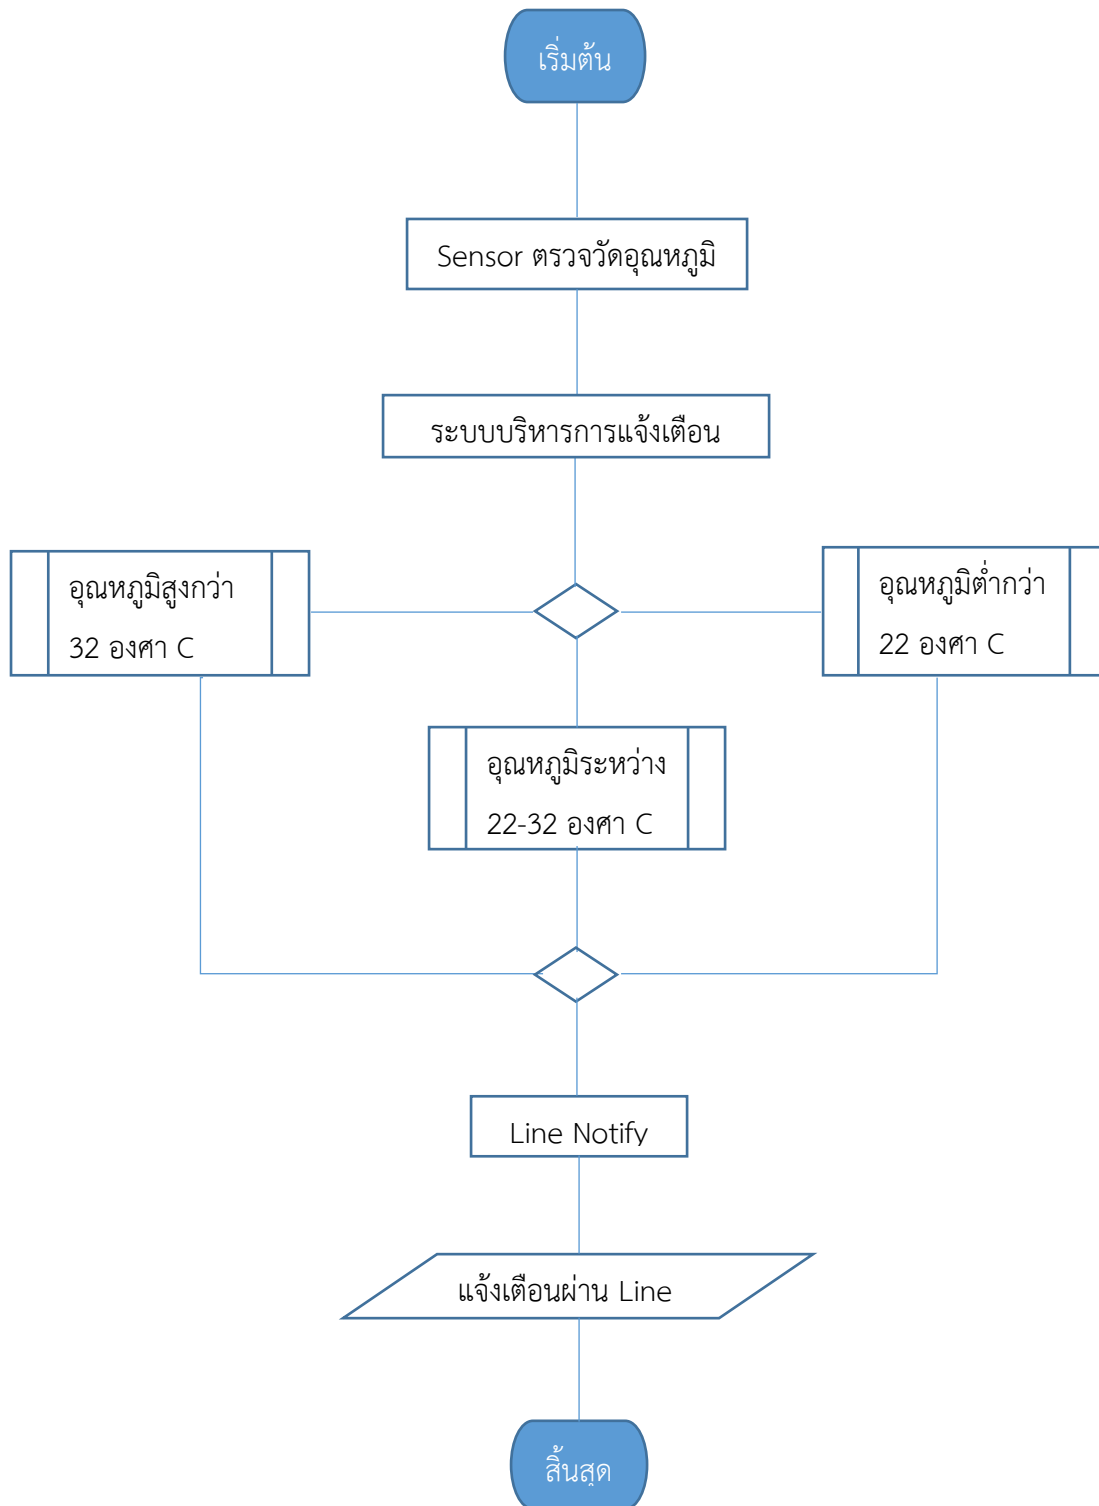 เริ่มต้น
Sensor ตรวจวัดอุณหภูมิ
ระบบบริหารการแจ้งเตือน
อุณหภูมิสูงกว่า
32 องศา C
อุณหภูมิต่ำกว่า
22 องศา C
อุณหภูมิระหว่าง
22-32 องศา C
Line Notify
แจ้งเตือนผ่าน Line
สิ้นสุด